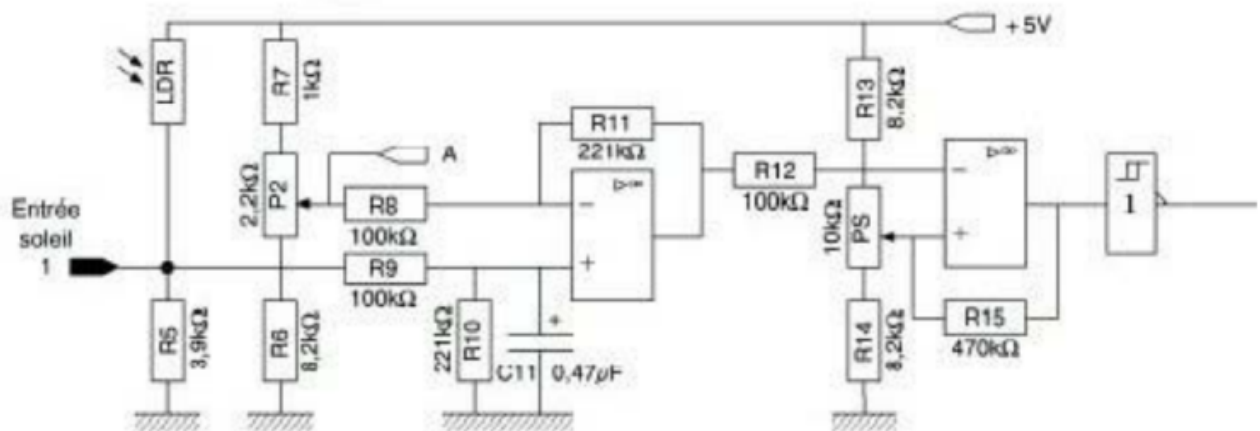 +5V
LDR
R7
1kΩ
R13
8.2kΩ
R11
221kΩ
A
2,2kΩ
P2
R8
100kΩ
▷∞
−
+
R12
100kΩ
▷∞
−
+
1
10kΩ
PS
Entrée
soleil
1
R9
100kΩ
R5
3,9kΩ
R6
8,2kΩ
221kΩ
R10
+
C11 0,47µF
R14
8,2kΩ
R15
470kΩ